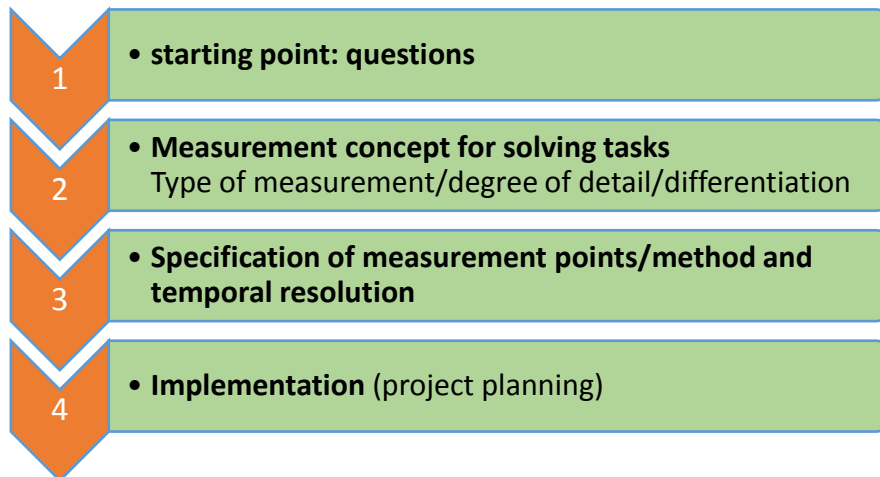 1
• starting point: questions
2
• Measurement concept for solving tasks
Type of measurement/degree of detail/differentiation
3
• Specification of measurement points/method and
temporal resolution
4
• Implementation (project planning)